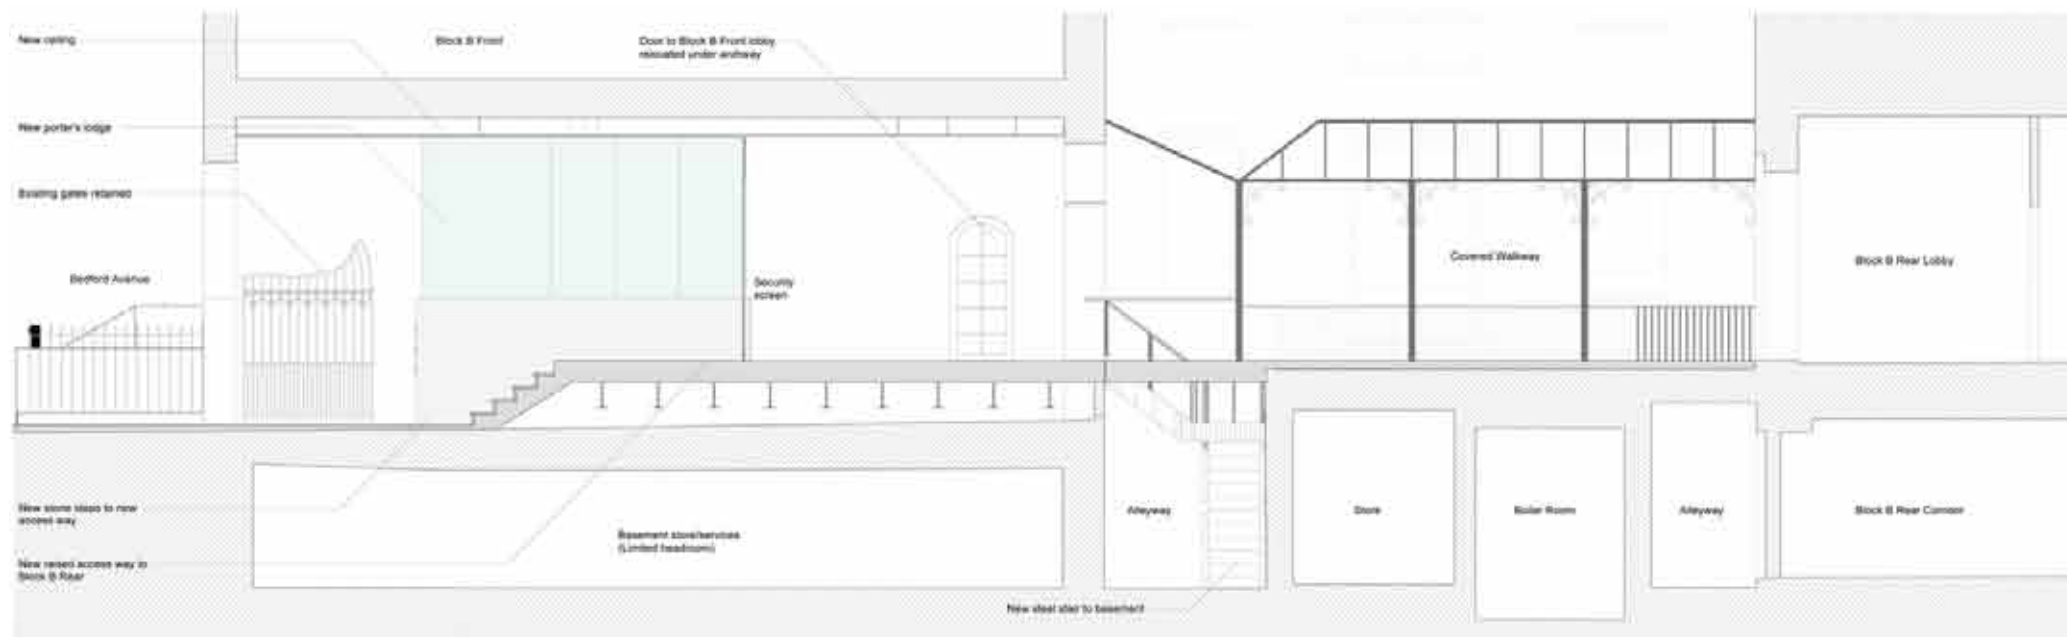 New ceiling
Block B Front
Door to Block B Front lobby
relocated under archway
New porter's lodge
Existing gates retained
Bedford Avenue
Security
screen
Covered Walkway
Block B Rear Lobby
New stone steps to new
access way
Basement store/services
(Limited headroom)
Alleyway
Store
Boiler Room
Alleyway
Block B Rear Corridor
New raised access way to
Block B Rear
New steel stair to basement